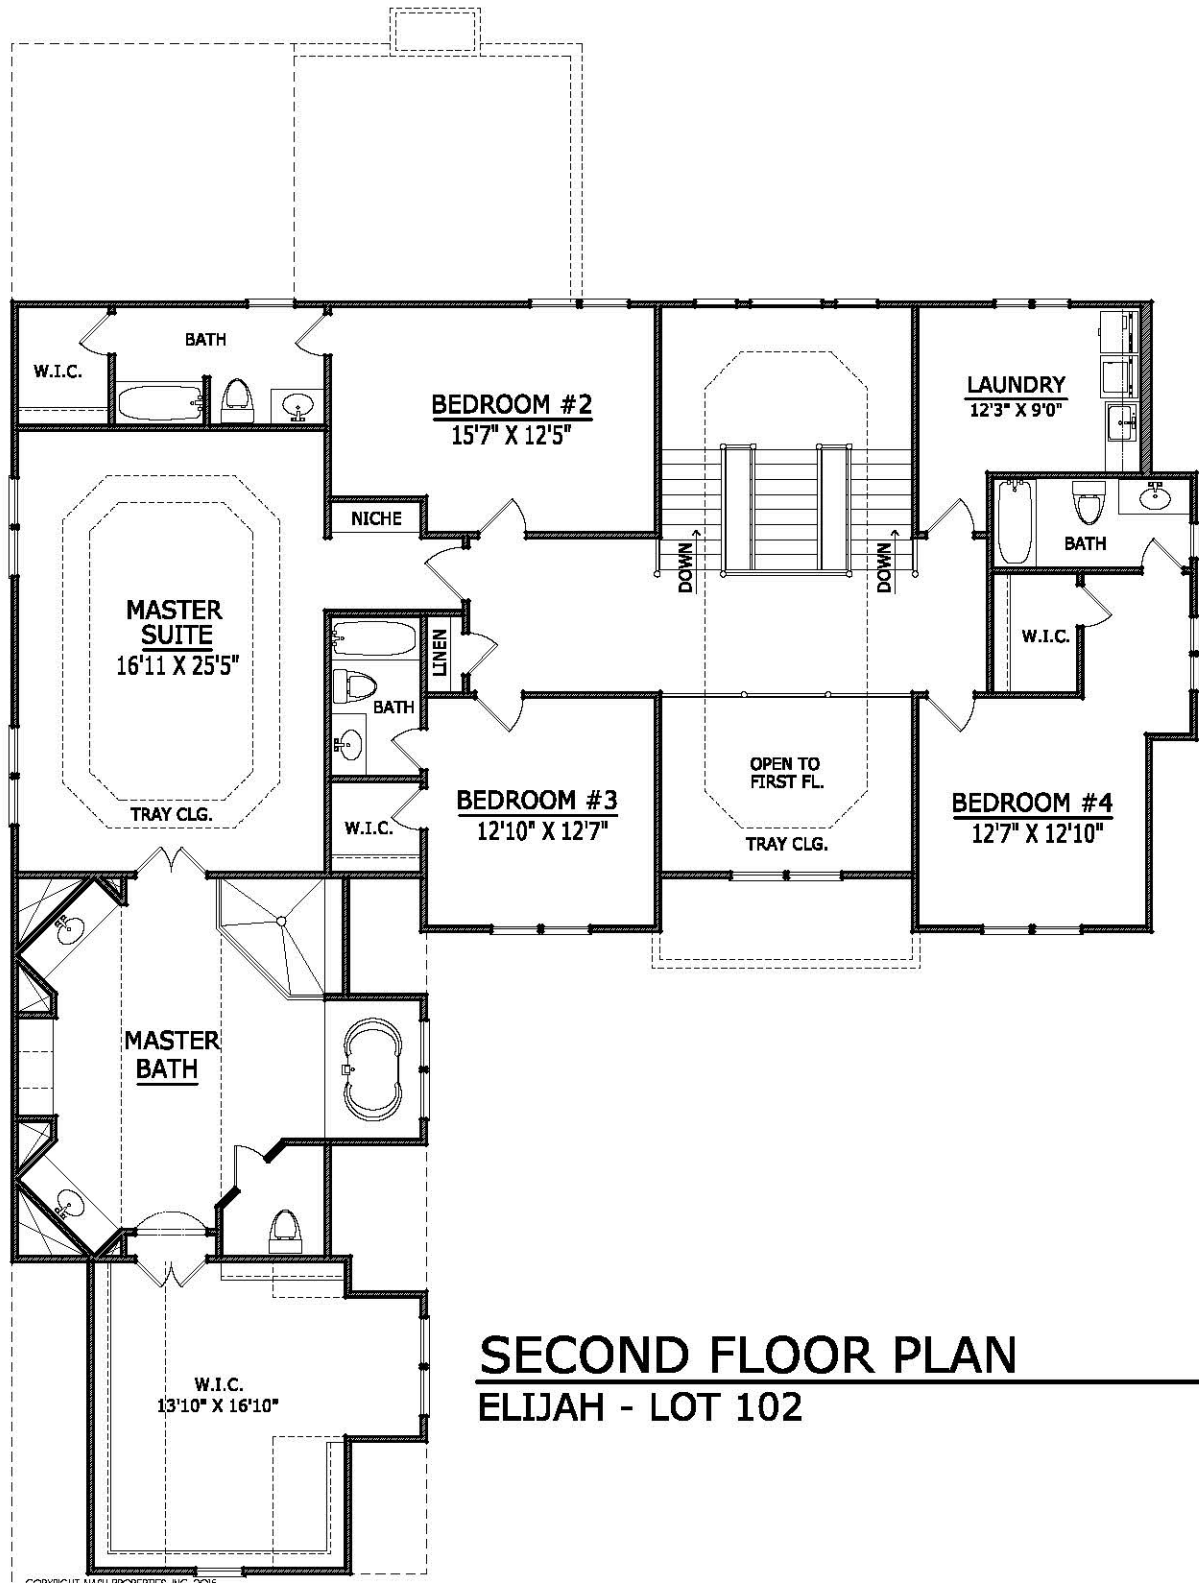 BATH
W.I.C.
BEDROOM #2
15'7" X 12'5"
LAUNDRY
12'3" X 9'0"
NICHE
DOWN
DOWN
BATH
MASTER
SUITE
16'11 X 25'5"
LINEN
W.I.C.
BATH
OPEN TO
FIRST FL.
BEDROOM #3
12'10" X 12'7"
BEDROOM #4
12'7" X 12'10"
TRAY CLG.
W.I.C.
TRAY CLG.
MASTER
BATH
SECOND FLOOR PLAN
ELIJAH - LOT 102
W.I.C.
13'10" X 16'10"